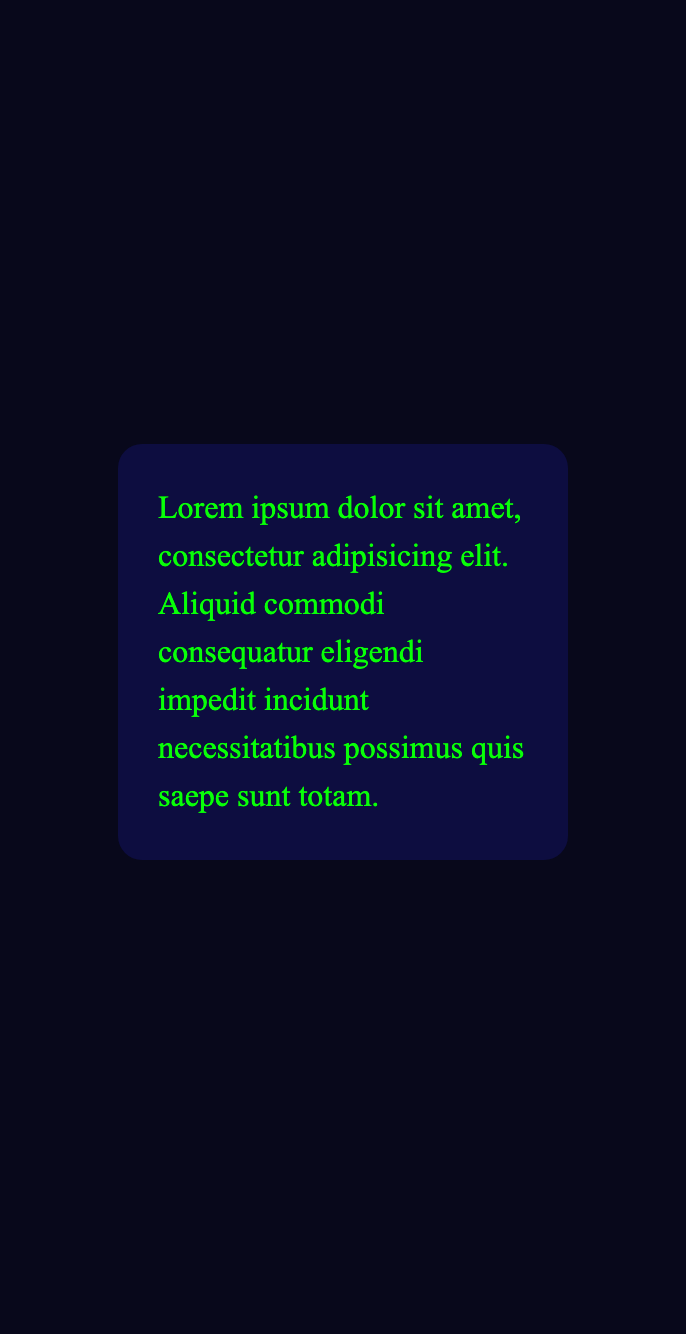 Lorem ipsum dolor sit amet,
consectetur adipisicing elit.
Aliquid commodi
consequatur eligendi
impedit incidunt
necessitatibus possimus quis
saepe sunt totam.